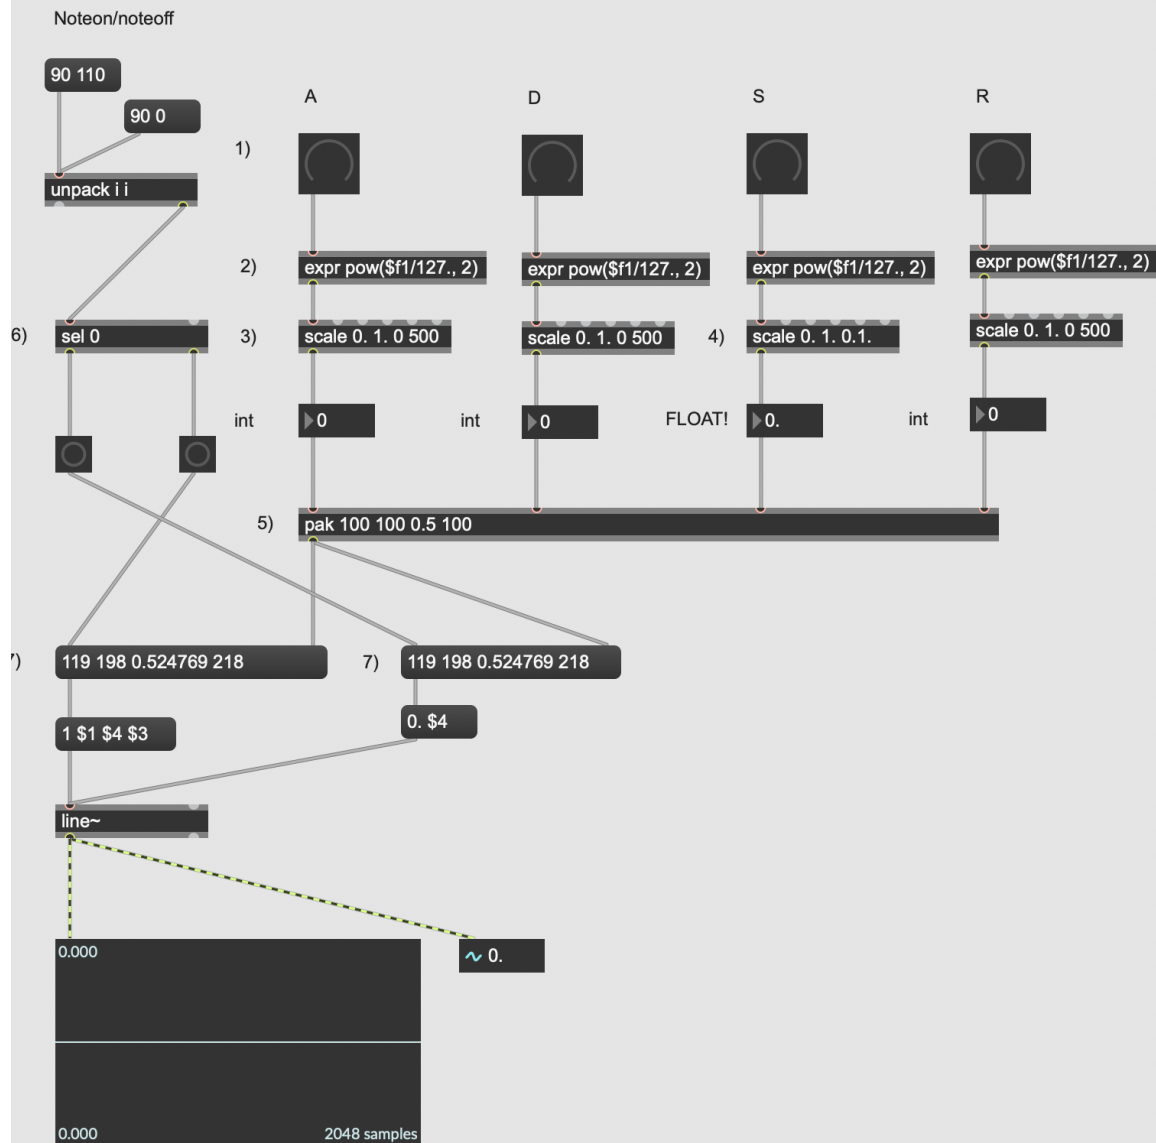 Noteon/noteoff
90 110
90 0
A
D
S
R
1)
unpack i i
2)
expr pow($f1/127., 2)
expr pow($f1/127., 2)
expr pow($f1/127., 2)
expr pow($f1/127., 2)
6)
sel 0
3)
scale 0. 1. 0 500
scale 0. 1. 0 500
4)
scale 0. 1. 0.1.
scale 0. 1. 0 500
int
0
int
0
FLOAT!
0.
int
0
5)
pak 100 100 0.5 100
7)
119 198 0.524769 218
7)
119 198 0.524769 218
1 $1 $4 $3
0. $4
line~
0.000
0.
0.000
2048 samples